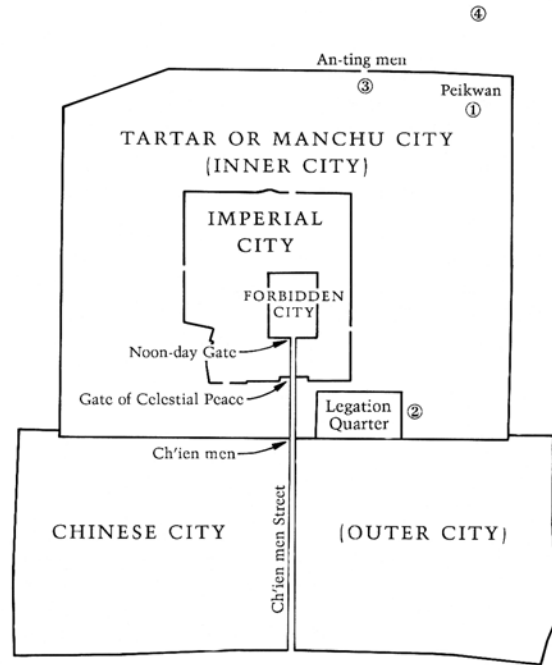 ④
An-ting men
③
Peikwan
①
TARTAR OR MANCHU CITY
(INNER CITY)
IMPERIAL
CITY
FORBIDDEN
CITY
Noon-day Gate
Gate of Celestial Peace
Legation
Quarter
②
Ch'ien men
CHINESE CITY
Ch'ien men Street
(OUTER CITY)